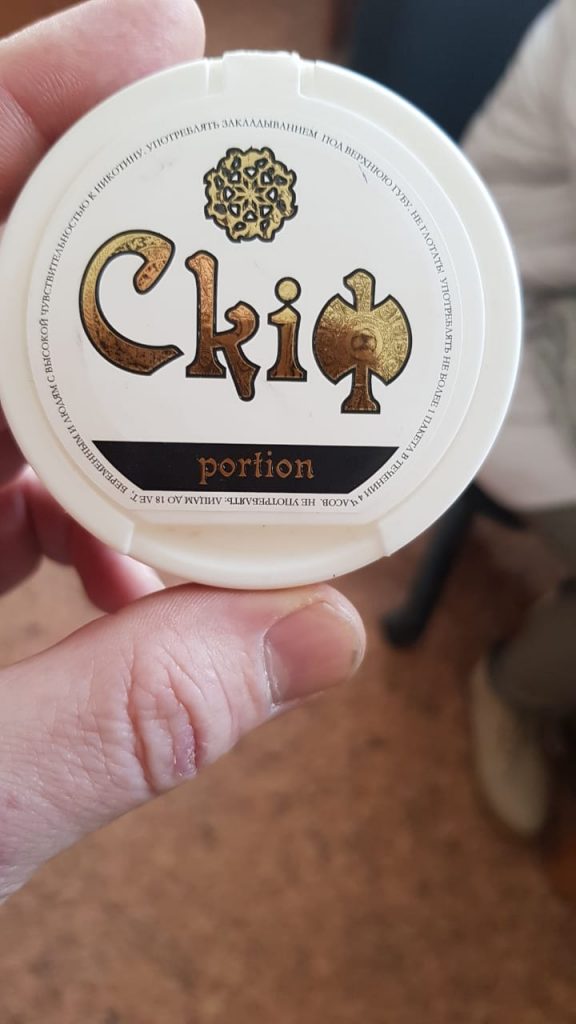 НЕ УПОТРЕБЛЯТЬ ЛИЦАМ ДО 18 ЛЕТ, БЕРЕМЕННЫМ И ЛЮДЯМ С ВЫСОКОЙ ЧУВСТВИТЕЛЬНОСТЬЮ К НИКОТИНУ. УПОТРЕБЛЯТЬ ЗАКЛАДЫВАНИЕМ ПОД ВЕРХНЮЮ ГУБУ. НЕ ГЛОТАТЬ! УПОТРЕБЛЯТЬ НЕ БОЛЕЕ 1 ПАКЕТА В ТЕЧЕНИИ 4 ЧАСОВ.
Скіф
portion